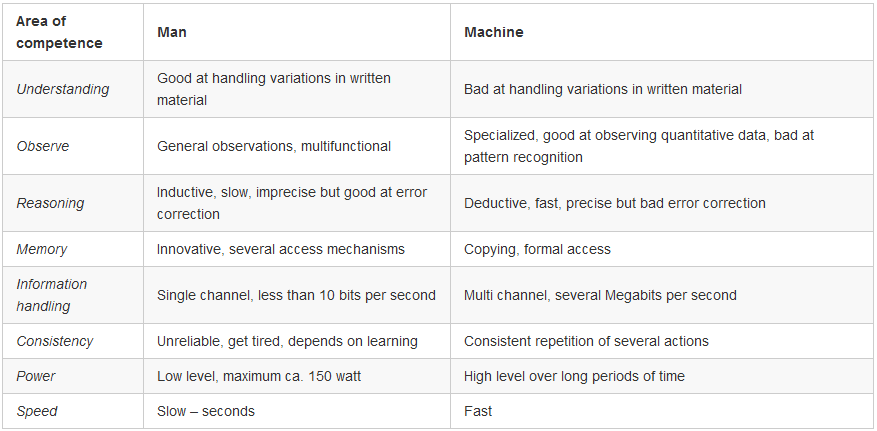 Area of
competence
Man
Machine
Understanding
Good at handling variations in written
material
Bad at handling variations in written material
Observe
General observations, multifunctional
Specialized, good at observing quantitative data, bad at
pattern recognition
Reasoning
Inductive, slow, imprecise but good at error
correction
Deductive, fast, precise but bad error correction
Memory
Innovative, several access mechanisms
Copying, formal access
Information
handling
Single channel, less than 10 bits per second
Multi channel, several Megabits per second
Consistency
Unreliable, get tired, depends on learning
Consistent repetition of several actions
Power
Low level, maximum ca. 150 watt
High level over long periods of time
Speed
Slow – seconds
Fast